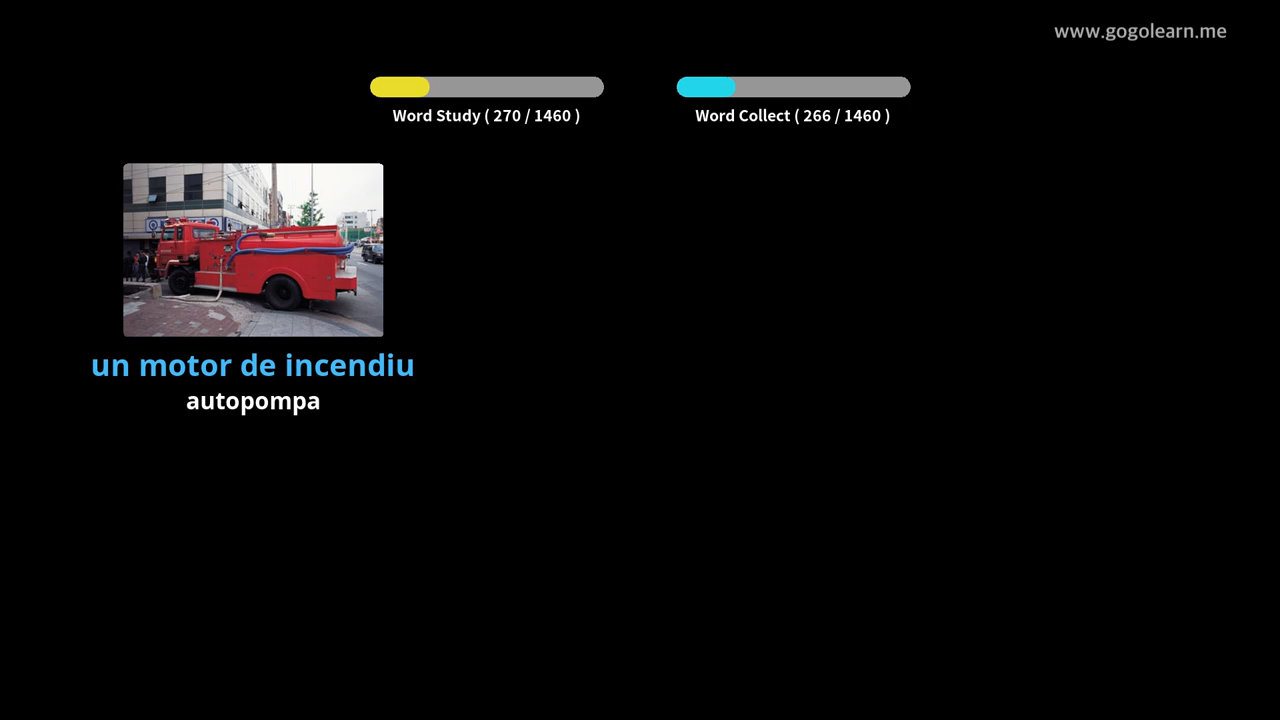 www.gogolearn.me
Word Study ( 270 / 1460 )
Word Collect ( 266 / 1460 )
un motor de incendiu
autopompa